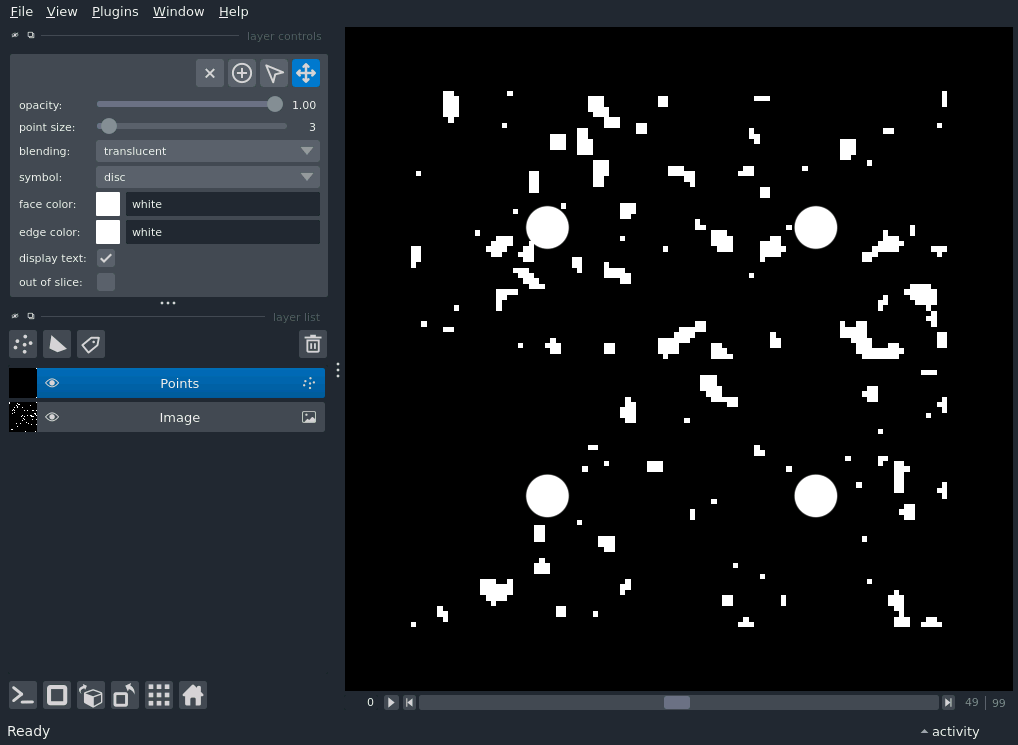 File View Plugins Window Help
layer controls
opacity: 1.00
point size: 3
blending: translucent
symbol: disc
face color: white
edge color: white
display text:
out of slice:
layer list
Points
Image
0 49 | 99
Ready activity